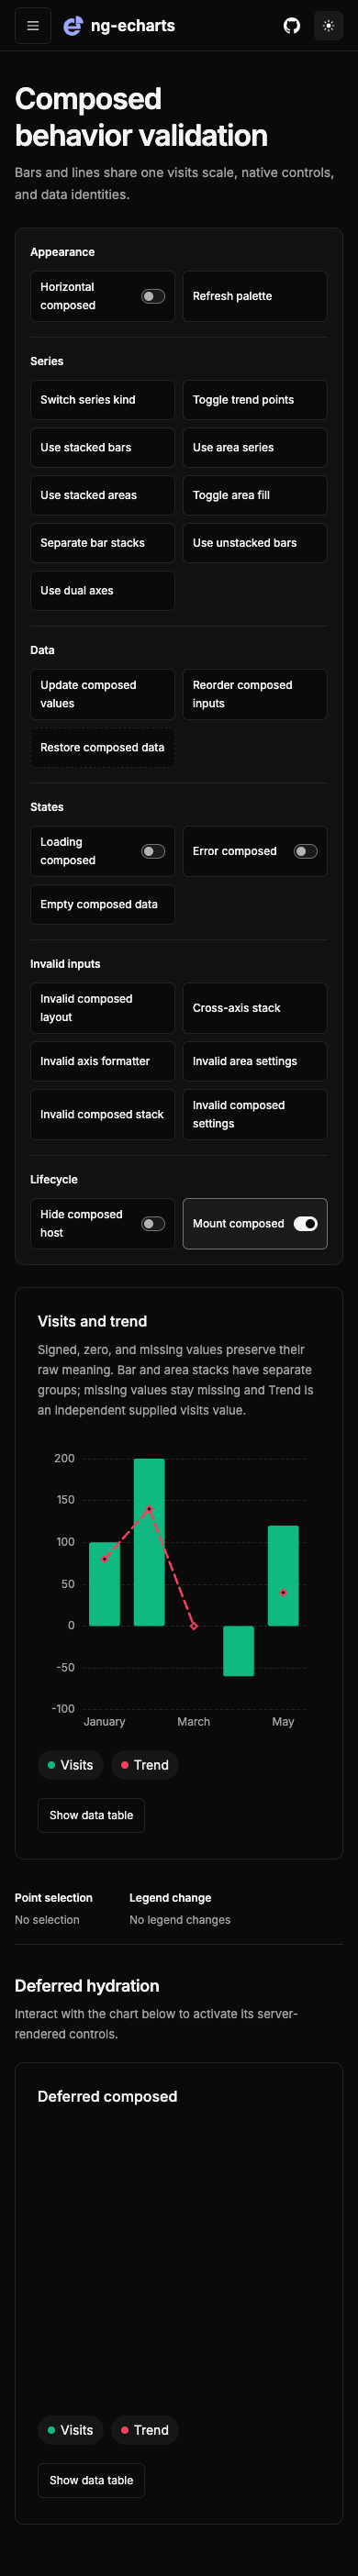 ng-echarts
Composed
behavior validation
Bars and lines share one visits scale, native controls,
and data identities.
Appearance
Horizontal
composed
Refresh palette
Series
Switch series kind
Toggle trend points
Use stacked bars
Use area series
Use stacked areas
Toggle area fill
Separate bar stacks
Use unstacked bars
Use dual axes
Data
Update composed
values
Reorder composed
inputs
Restore composed data
States
Loading
composed
Error composed
Empty composed data
Invalid inputs
Invalid composed
layout
Cross-axis stack
Invalid axis formatter
Invalid area settings
Invalid composed stack
Invalid composed
settings
Lifecycle
Hide composed
host
Mount composed
Visits and trend
Signed, zero, and missing values preserve their
raw meaning. Bar and area stacks have separate
groups; missing values stay missing and Trend is
an independent supplied visits value.
200
150
100
50
0
-50
-100
January
March
May
Visits
Trend
Show data table
Point selection
No selection
Legend change
No legend changes
Deferred hydration
Interact with the chart below to activate its server-
rendered controls.
Deferred composed
Visits
Trend
Show data table